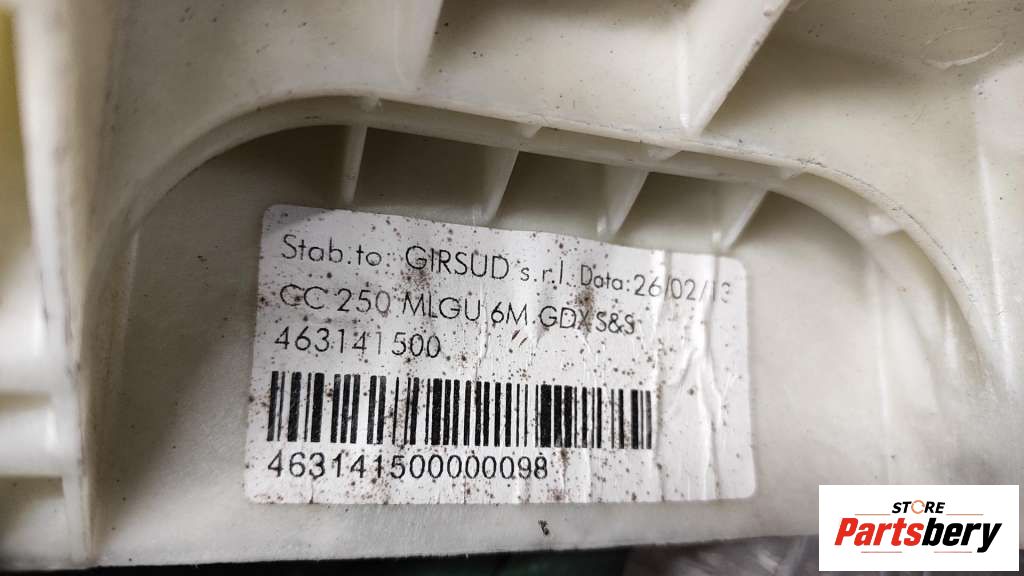 Stab.to: GIRSUD s.r.l. Data:26/02/13
CC 250 MLGU 6M GDX S&S
463141500
463141500000098
STORE
Partsbery